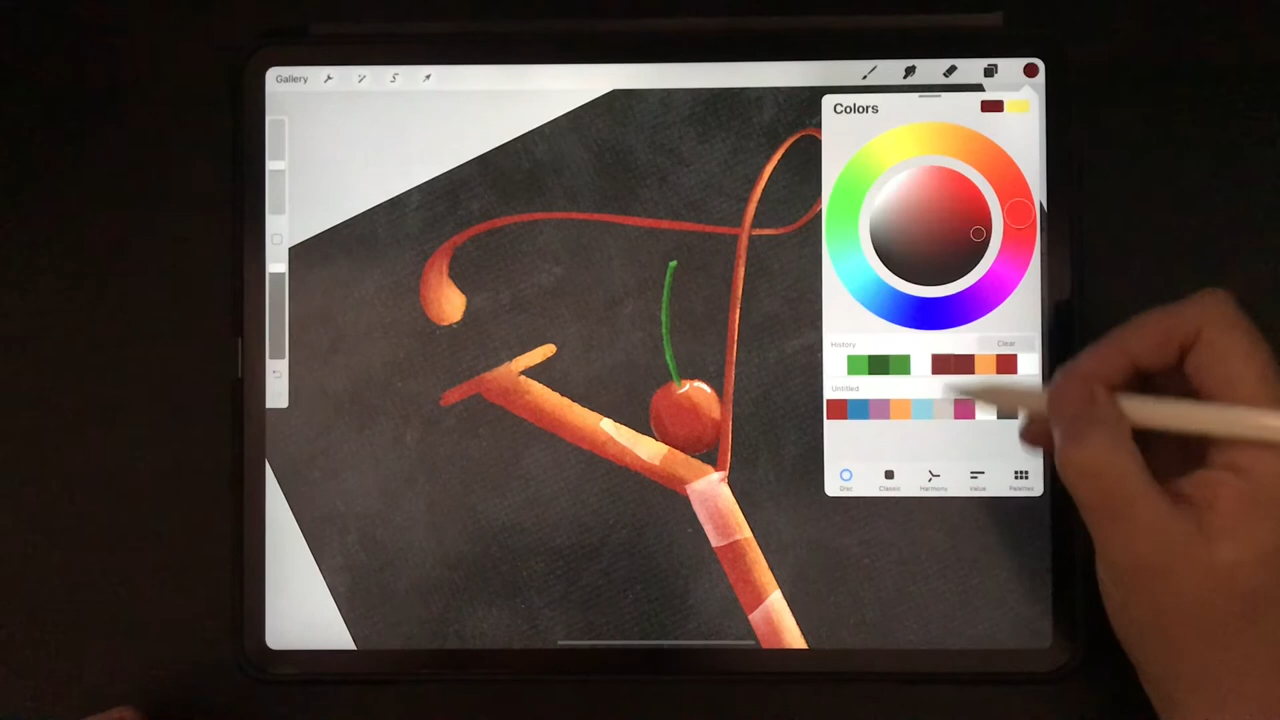 Gallery
Colors
History Clear
Untitled
Disc Classic Harmony Value Palettes